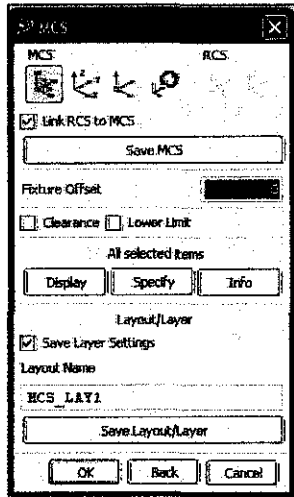 MCS
MCS RCS
Link RCS to MCS
Save MCS
Fixture Offset
Clearance Lower Limit
All selected items
Display Specify Info
Layout/Layer
Save Layer Settings
Layout Name
MCS_LAY1
Save Layout/Layer
OK Back Cancel